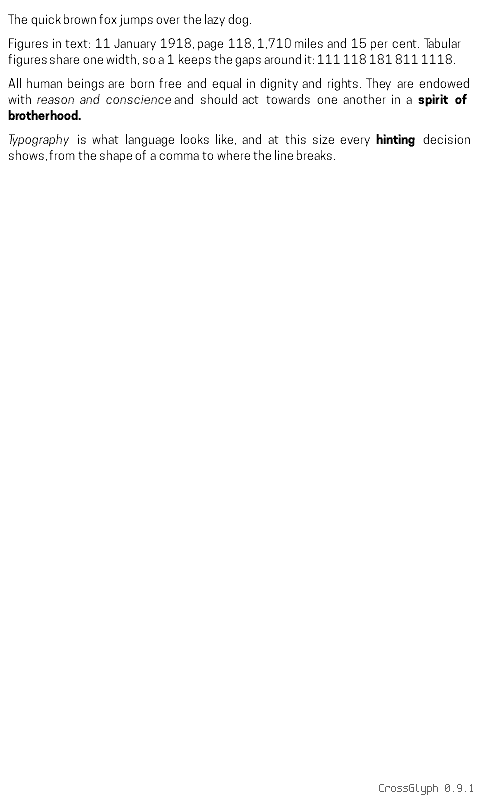 The quick brown fox jumps over the lazy dog.
Figures in text: 11 January 1918, page 118, 1,710 miles and 15 per cent. Tabular
figures share one width, so a 1 keeps the gaps around it: 111 118 181 811 1118.
All human beings are born free and equal in dignity and rights. They are endowed
with reason and conscience and should act towards one another in a spirit of
brotherhood.
Typography is what language looks like, and at this size every hinting decision
shows, from the shape of a comma to where the line breaks.
CrossGlyph 0.9.1